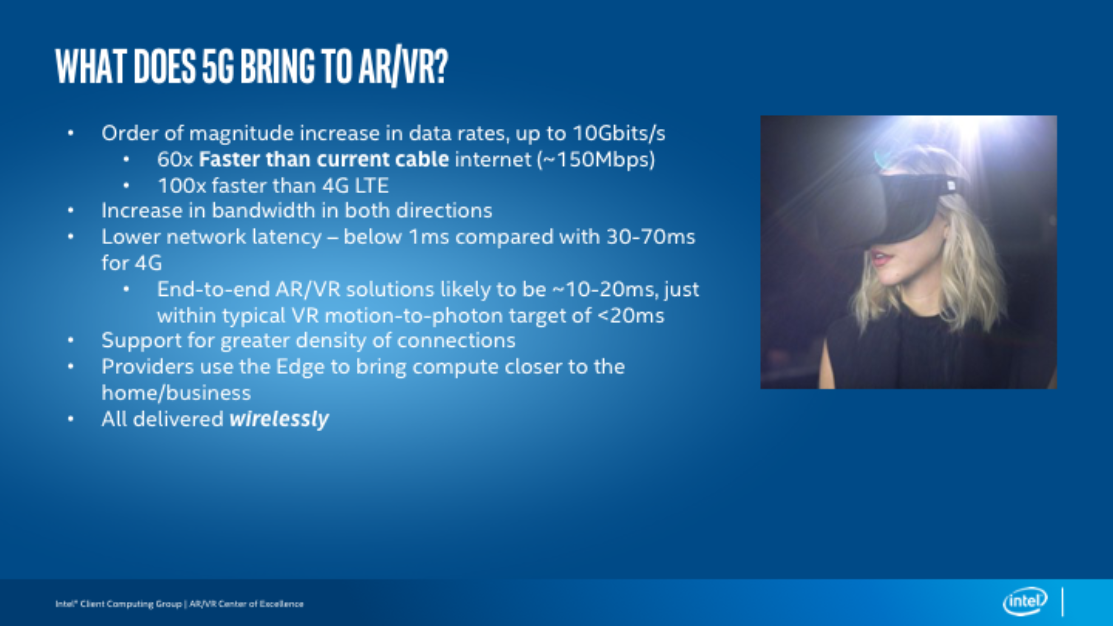 WHAT DOES 5G BRING TO AR/VR?
• Order of magnitude increase in data rates, up to 10Gbits/s
• 60x Faster than current cable internet (~150Mbps)
• 100x faster than 4G LTE
• Increase in bandwidth in both directions
• Lower network latency – below 1ms compared with 30-70ms
for 4G
• End-to-end AR/VR solutions likely to be ~10-20ms, just
within typical VR motion-to-photon target of <20ms
• Support for greater density of connections
• Providers use the Edge to bring compute closer to the
home/business
• All delivered wirelessly
Intel® Client Computing Group | AR/VR Center of Excellence
intel